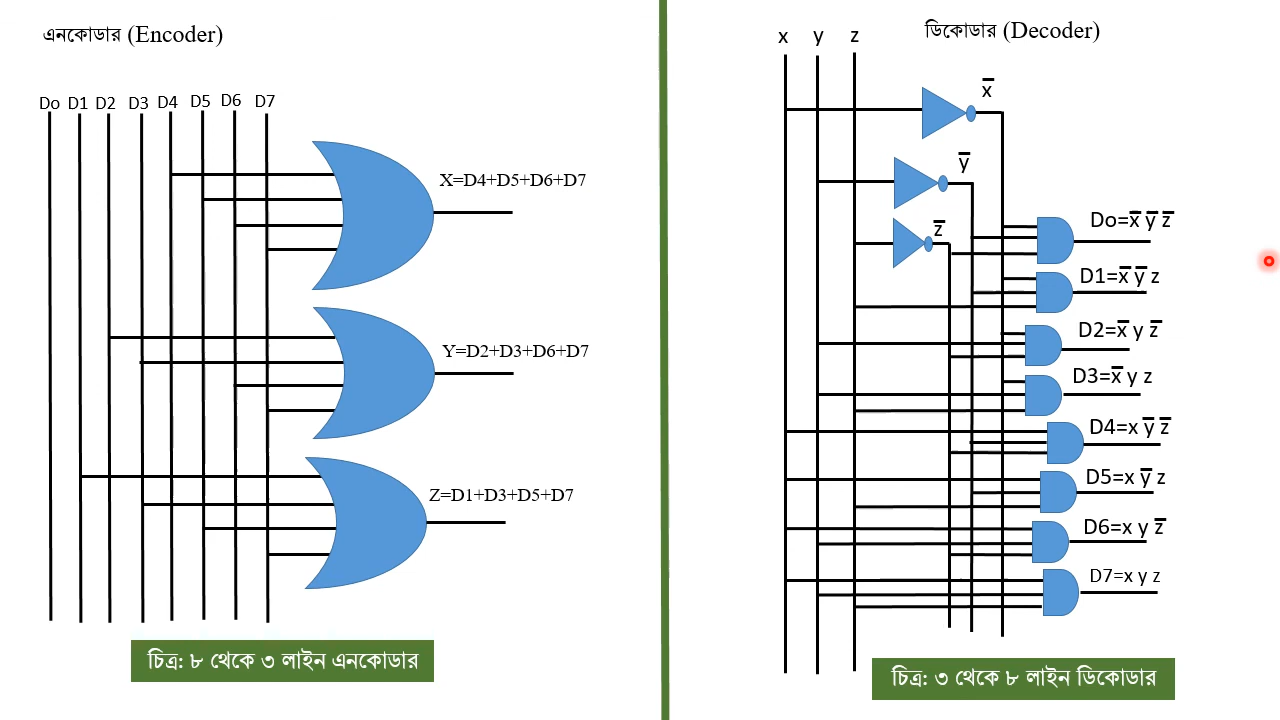 এনকোডার (Encoder)
Do D1 D2 D3 D4 D5 D6 D7
X=D4+D5+D6+D7
Y=D2+D3+D6+D7
Z=D1+D3+D5+D7
চিত্র: ৮ থেকে ৩ লাইন এনকোডার
ডিকোডার (Decoder)
x y z
x̅
y̅
z̅
Do=x̅ y̅ z̅
D1=x̅ y̅ z
D2=x̅ y z̅
D3=x̅ y z
D4=x y̅ z̅
D5=x y̅ z
D6=x y z̅
D7=x y z
চিত্র: ৩ থেকে ৮ লাইন ডিকোডার